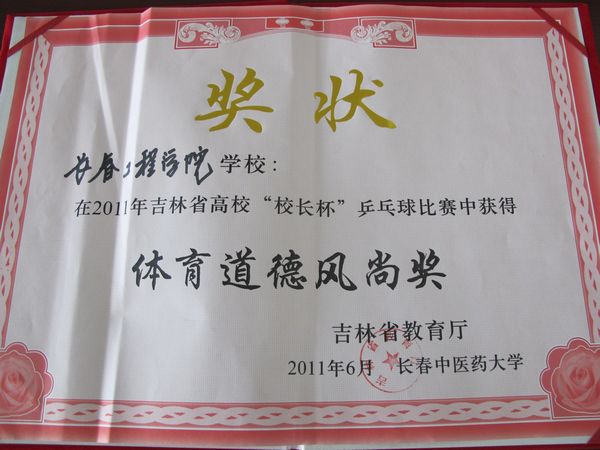 奖状
长春工程学院学校：
在2011年吉林省高校“校长杯”乒乓球比赛中获得
体育道德风尚奖
吉林省教育厅
2011年6月 长春中医药大学